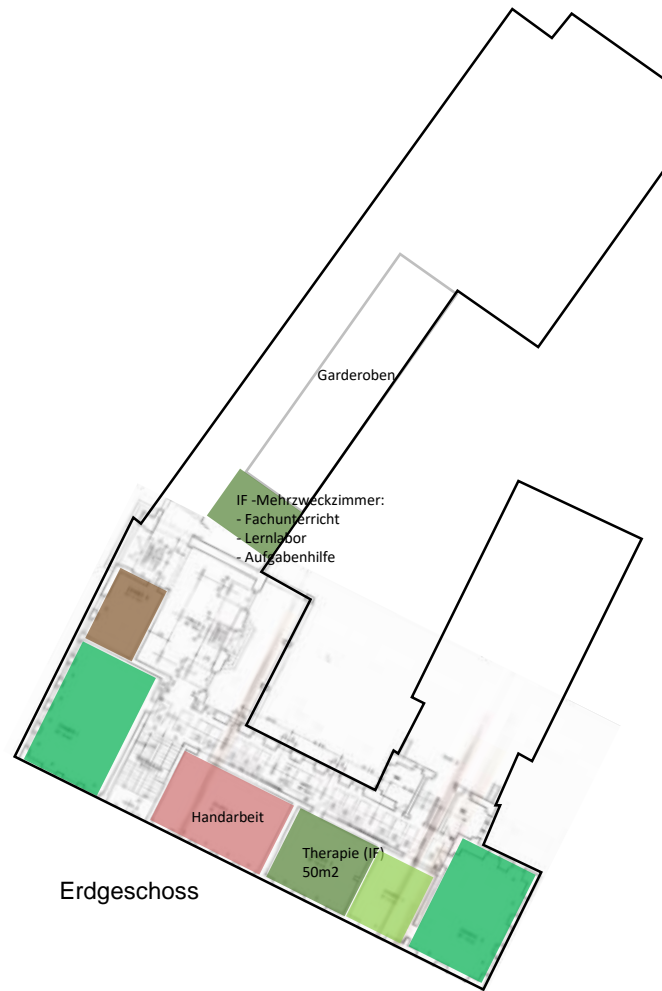 Garderoben
IF -Mehrzweckzimmer:
- Fachunterricht
- Lernlabor
- Aufgabenhilfe
Handarbeit
Therapie (IF)
50m2
Erdgeschoss